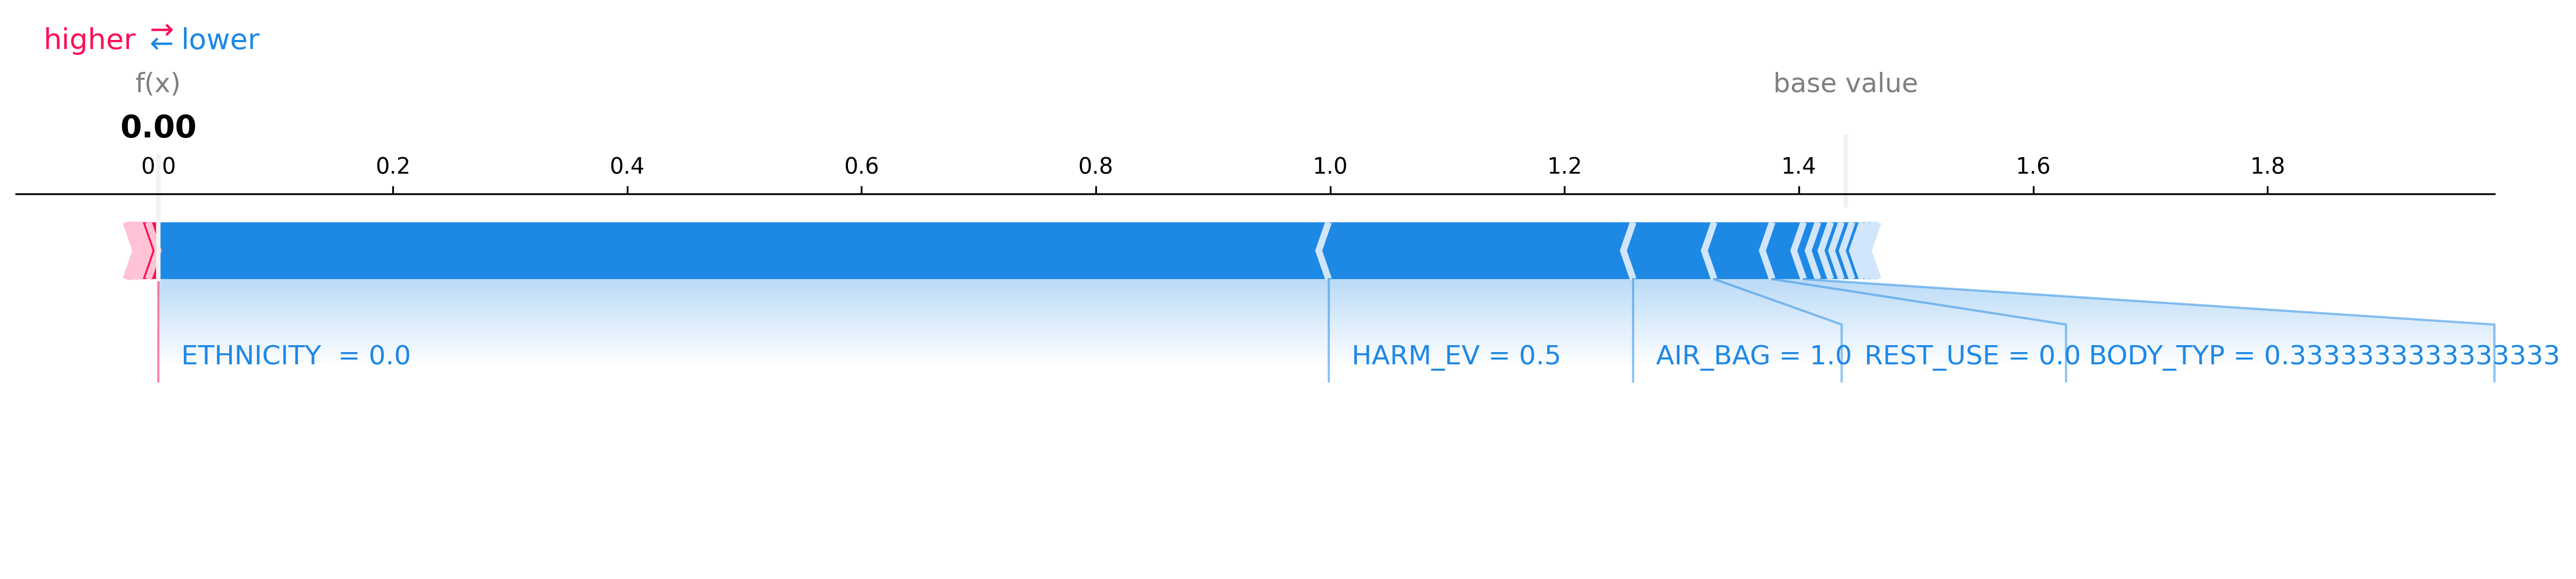 higher ⇄ lower
f(x)
base value
0.00
0.0 0.2 0.4 0.6 0.8 1.0 1.2 1.4 1.6 1.8
ETHNICITY = 0.0 HARM_EV = 0.5 AIR_BAG = 1.0 REST_USE = 0.0 BODY_TYP = 0.3333333333333333